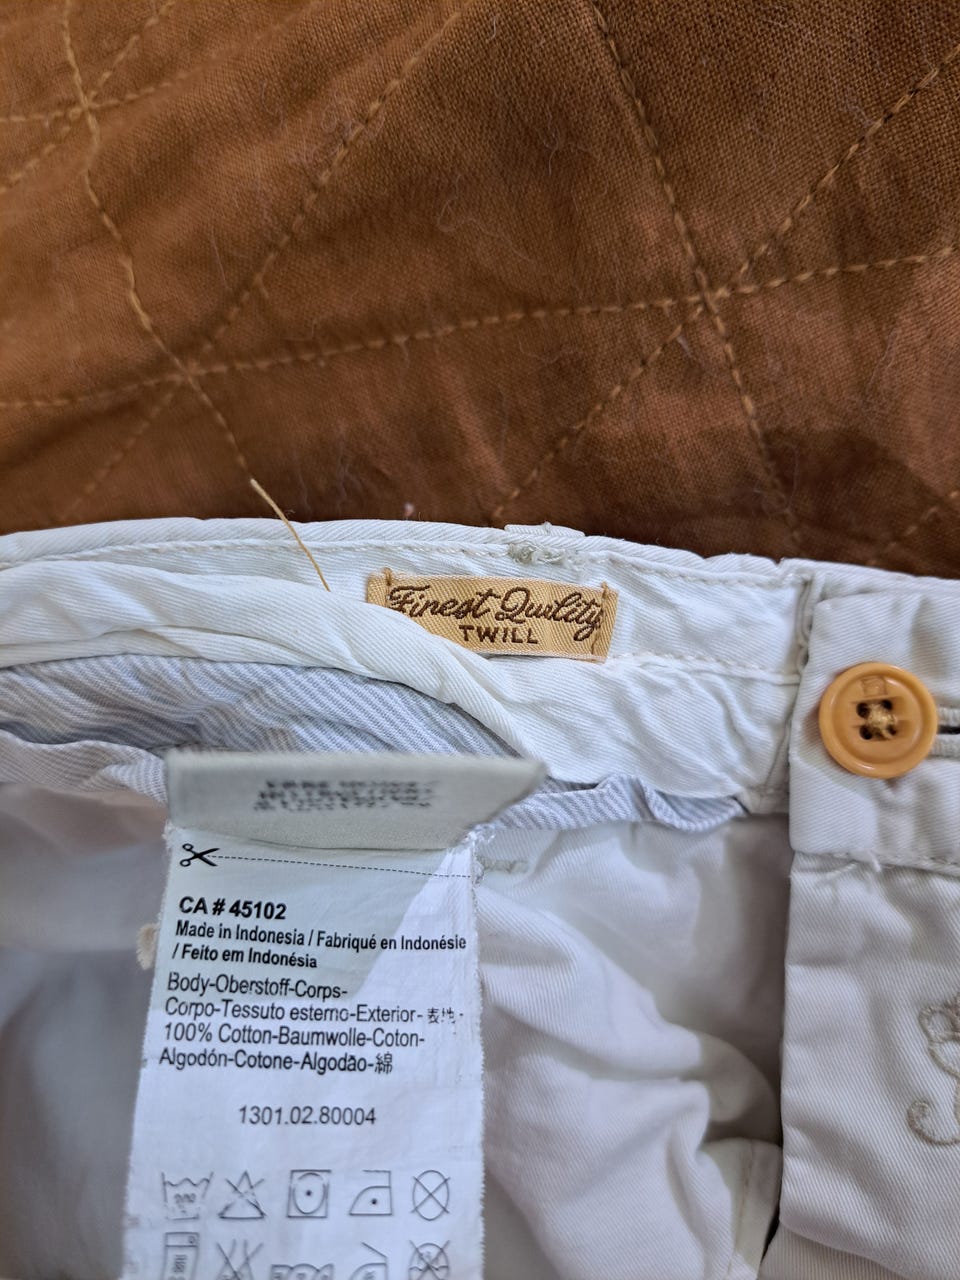 Finest Quality
TWILL
CA # 45102
Made in Indonesia / Fabriqué en Indonésie
/ Feito em Indonésia
Body-Oberstoff-Corps-
Corpo-Tessuto esterno-Exterior-表地-
100% Cotton-Baumwolle-Coton-
Algodón-Cotone-Algodão-綿
1301.02.80004